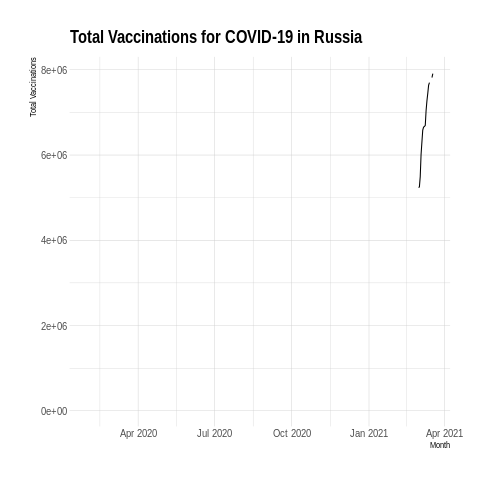 Total Vaccinations for COVID-19 in Russia
Total Vaccinations
8e+06
6e+06
4e+06
2e+06
0e+00
Apr 2020 Jul 2020 Oct 2020 Jan 2021 Apr 2021
Month